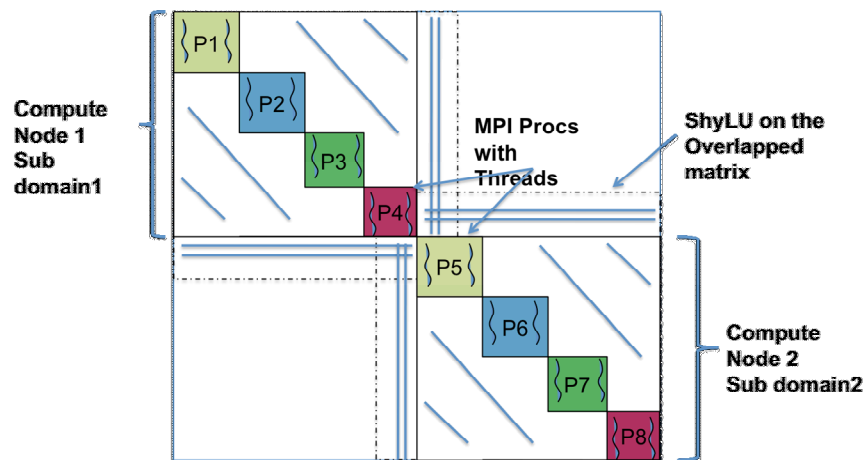 P1
P2
P3
P4
Compute
Node 1
Sub
domain1
MPI Procs
with
Threads
ShyLU on the
Overlapped
matrix
P5
P6
P7
P8
Compute
Node 2
Sub domain2